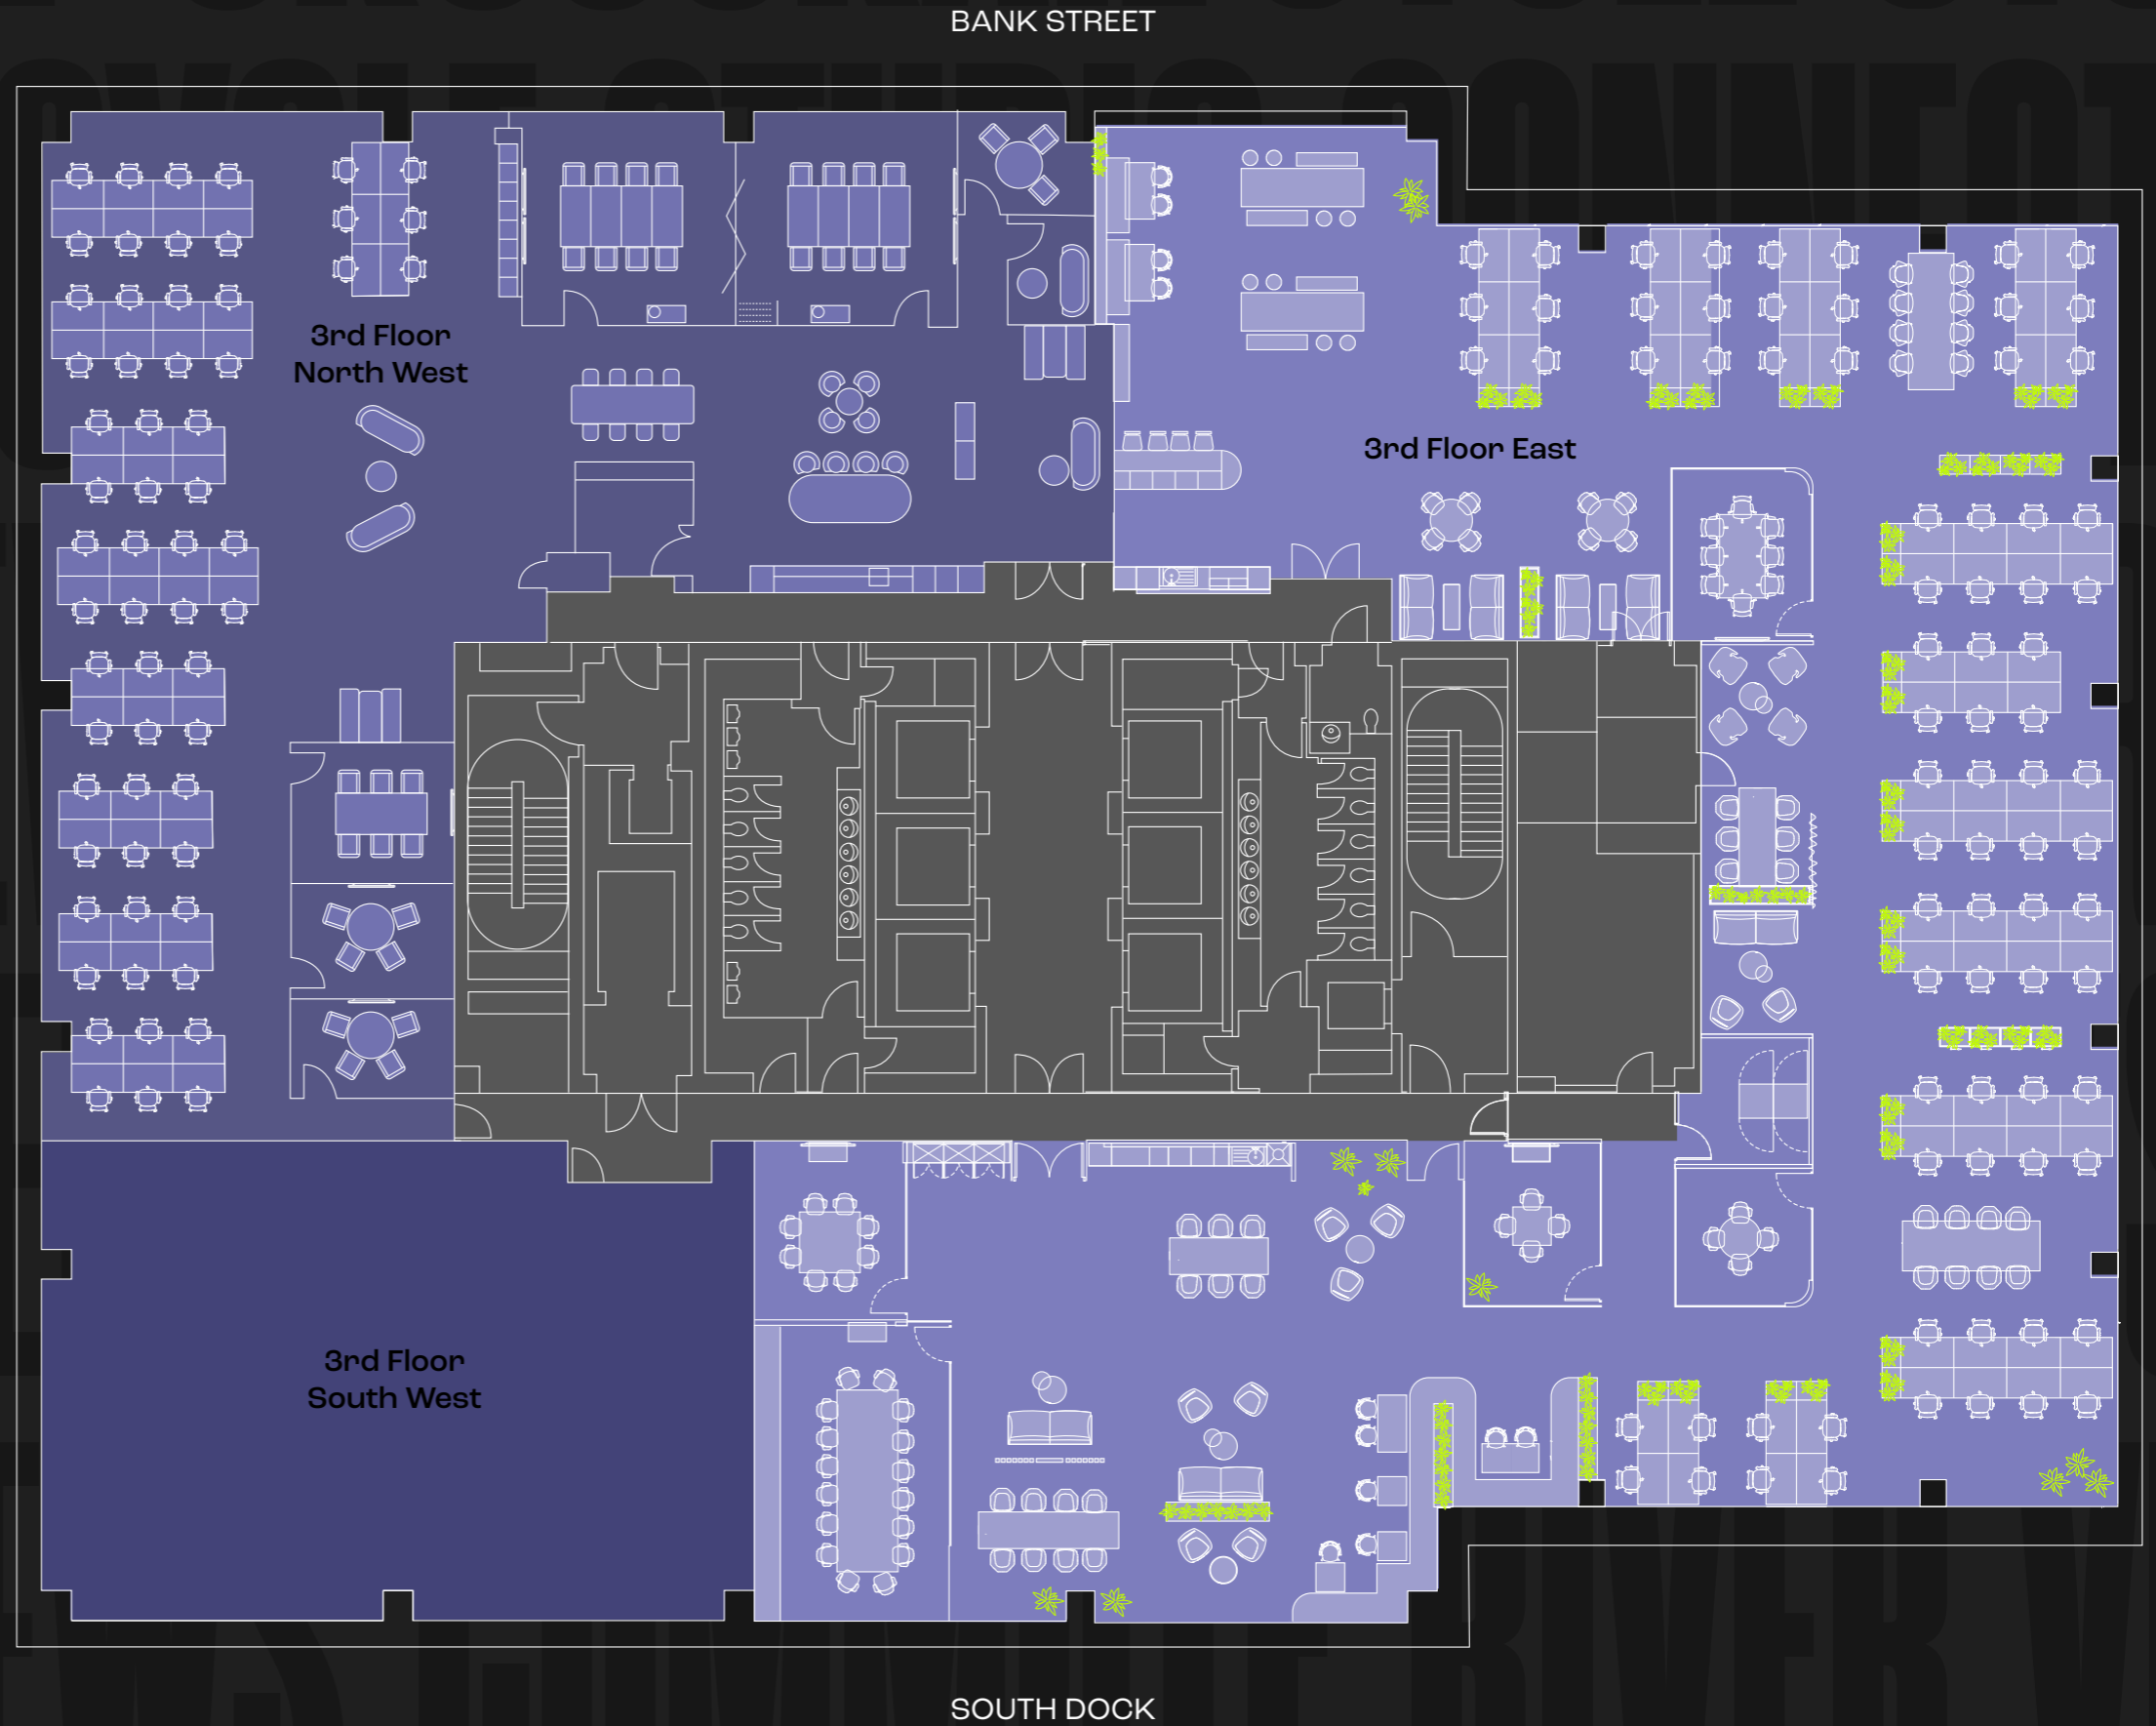 BANK STREET
3rd Floor
North West
3rd Floor East
3rd Floor
South West
SOUTH DOCK